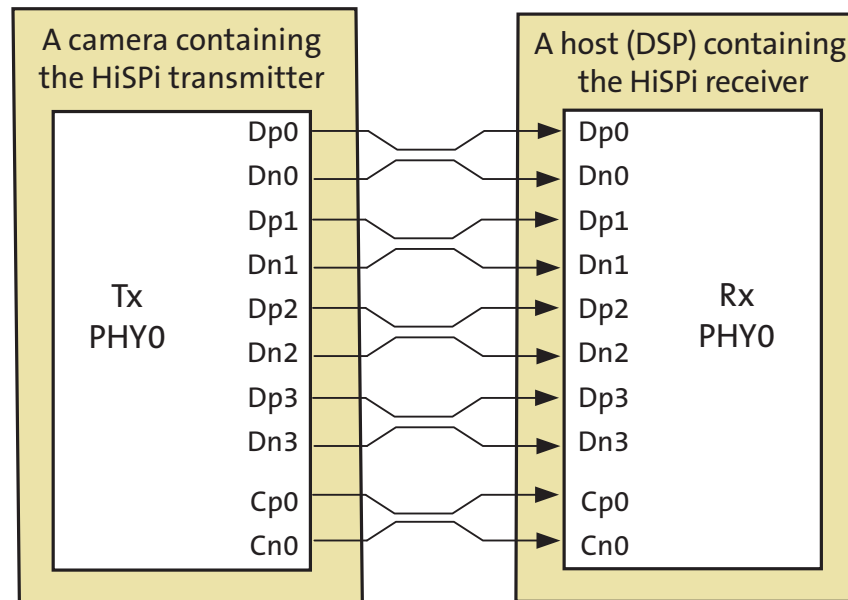 A camera containing
the HiSPi transmitter
Dp0
Dn0
Dp1
Dn1
Dp2
Dn2
Dp3
Dn3
Cp0
Cn0
Tx
PHY0
A host (DSP) containing
the HiSPi receiver
Dp0
Dn0
Dp1
Dn1
Dp2
Dn2
Dp3
Dn3
Cp0
Cn0
Rx
PHY0